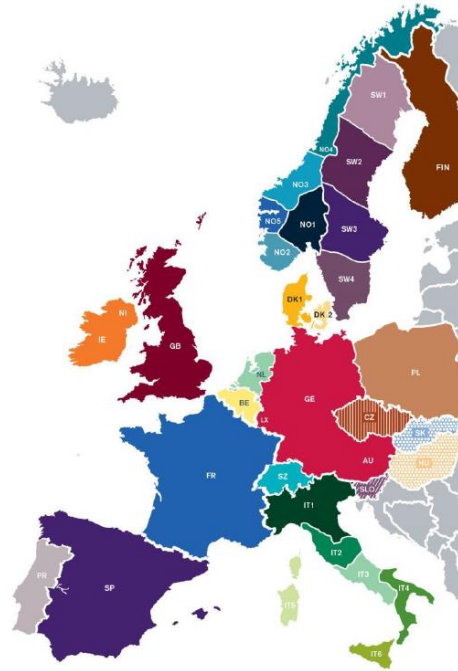 SW1
FIN
NO4
SW2
NO3
NO5
NO1
SW3
NO2
SW4
DK1
DK 2
NI
IE
GB
NL
PL
BE
GE
LX
CZ
SK
HU
FR
AU
SZ
SLO
IT1
IT2
IT3
IT4
PR
SP
IT5
IT6